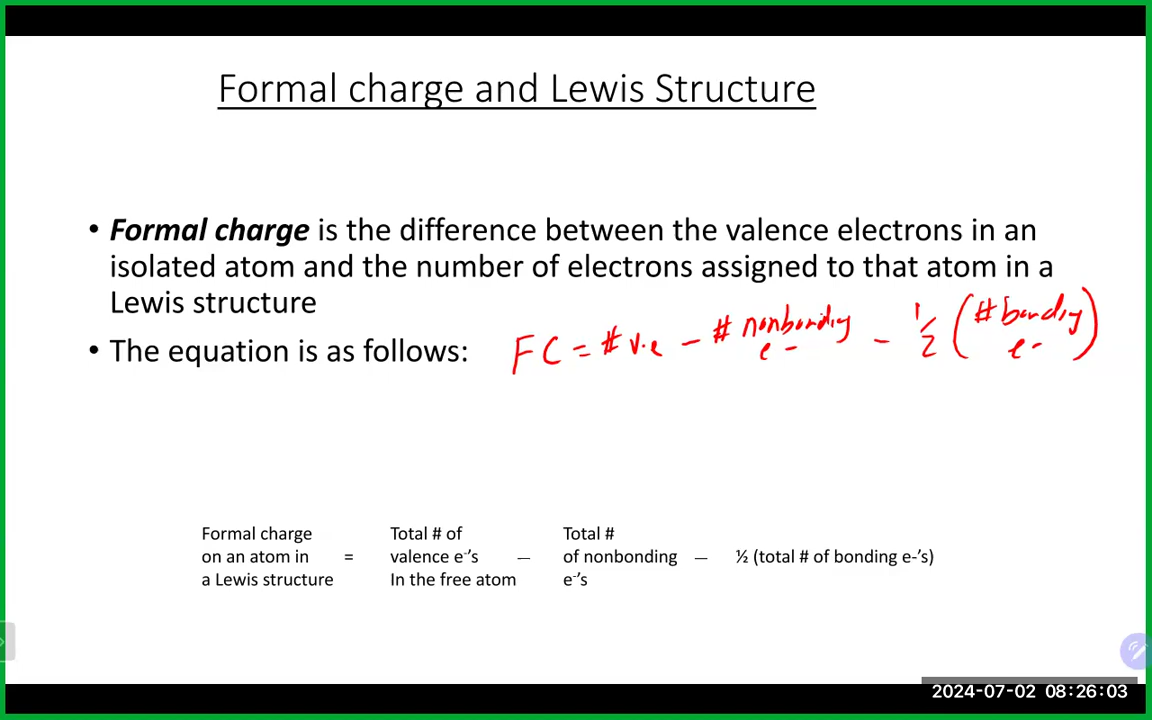 Formal charge and Lewis Structure
• Formal charge is the difference between the valence electrons in an
isolated atom and the number of electrons assigned to that atom in a
Lewis structure
• The equation is as follows:
FC = # v.e - # nonbonding e- - 1/2 (# bonding e-)
Formal charge on an atom in a Lewis structure = Total # of valence e-'s In the free atom — Total # of nonbonding e-'s — ½ (total # of bonding e-'s)
2024-07-02 08:26:03